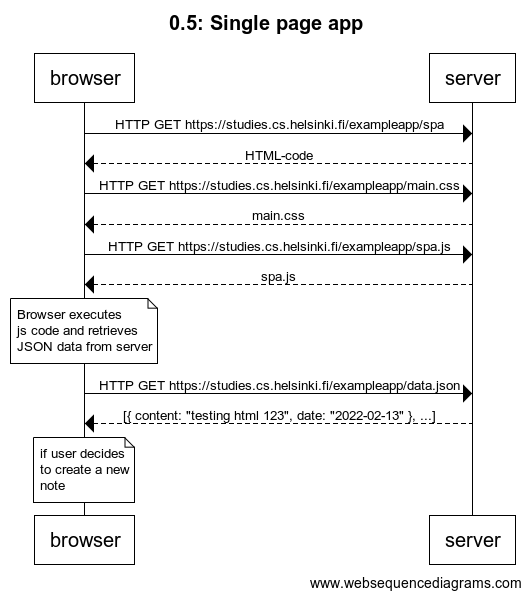 0.5: Single page app
browser
server
HTTP GET https://studies.cs.helsinki.fi/exampleapp/spa
HTML-code
HTTP GET https://studies.cs.helsinki.fi/exampleapp/main.css
main.css
HTTP GET https://studies.cs.helsinki.fi/exampleapp/spa.js
spa.js
Browser executes
js code and retrieves
JSON data from server
HTTP GET https://studies.cs.helsinki.fi/exampleapp/data.json
[{ content: "testing html 123", date: "2022-02-13" }, ...]
if user decides
to create a new
note
browser
server
www.websequencediagrams.com